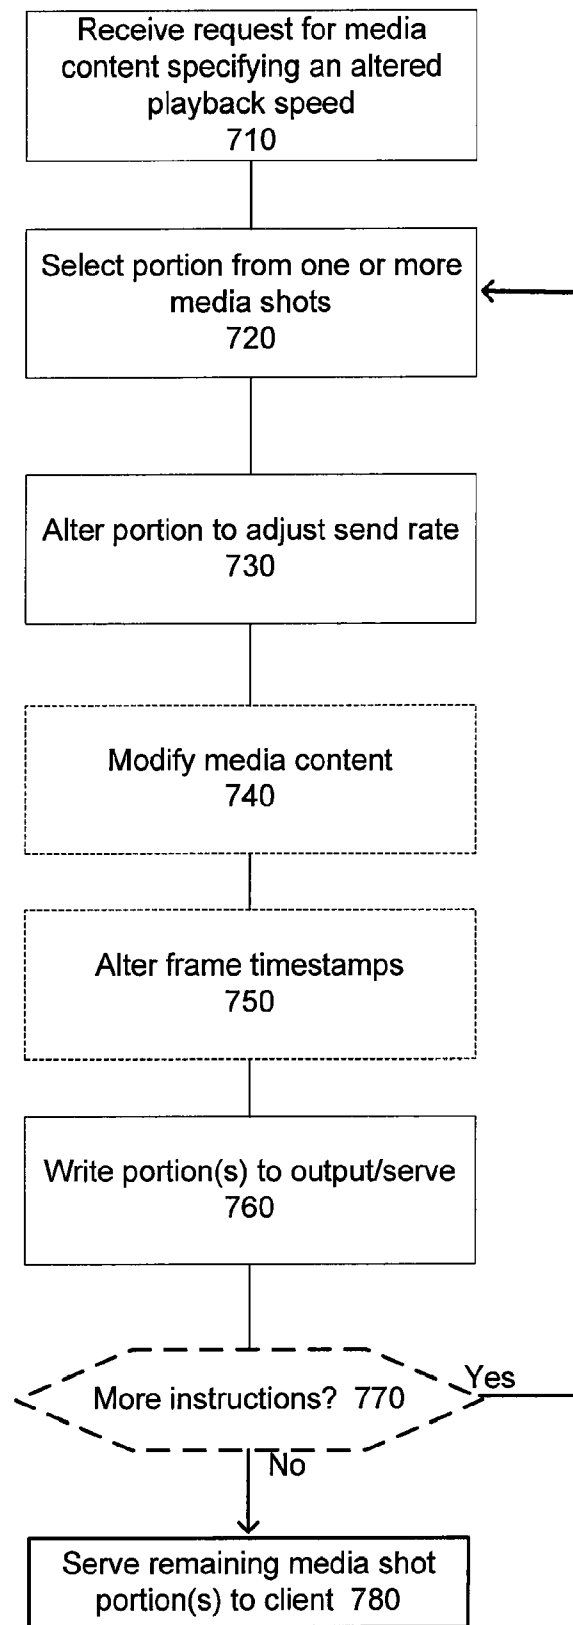 Receive request for media
content specifying an altered
playback speed
710
Select portion from one or more
media shots
720
Alter portion to adjust send rate
730
Modify media content
740
Alter frame timestamps
750
Write portion(s) to output/serve
760
More instructions? 770
Yes
No
Serve remaining media shot
portion(s) to client 780